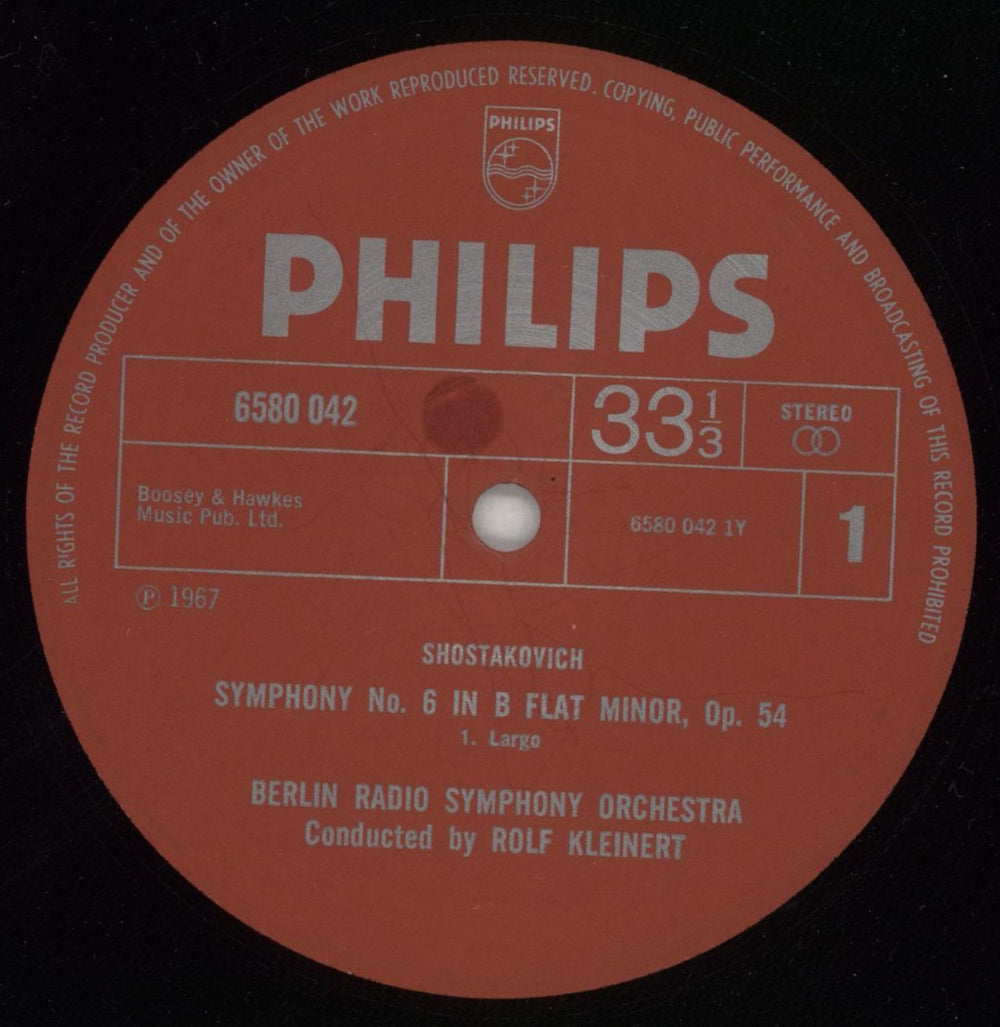 ALL RIGHTS OF THE RECORD PRODUCER AND OF THE OWNER OF THE WORK REPRODUCED RESERVED. COPYING, PUBLIC PERFORMANCE AND BROADCASTING OF THIS RECORD PROHIBITED
PHILIPS
PHILIPS
6580 042
33 1/3
STEREO
Boosey & Hawkes
Music Pub. Ltd.
6580 042 1Y
1
Ⓟ 1967
SHOSTAKOVICH
SYMPHONY No. 6 IN B FLAT MINOR, Op. 54
1. Largo
BERLIN RADIO SYMPHONY ORCHESTRA
Conducted by ROLF KLEINERT